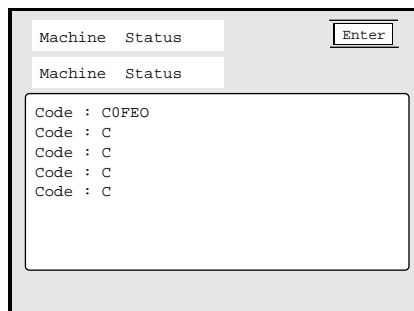 Machine Status
Enter
Machine Status
Code : C0FEO
Code : C
Code : C
Code : C
Code : C